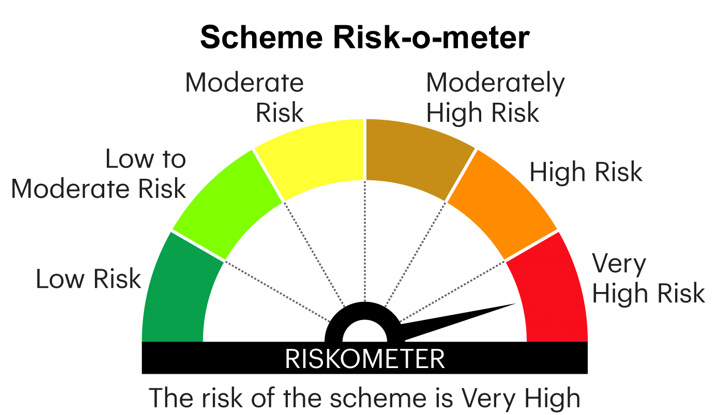 Scheme Risk-o-meter
Moderate
Risk
Moderately
High Risk
Low to
Moderate Risk
High Risk
Low Risk
Very
High Risk
RISKOMETER
The risk of the scheme is Very High